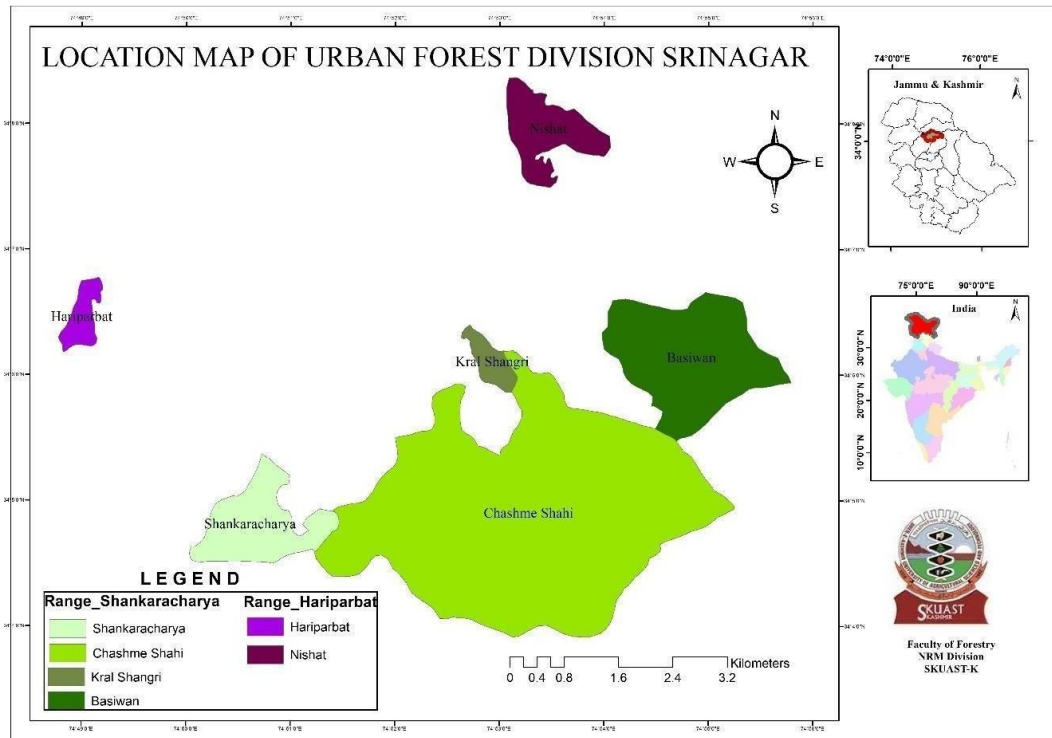 LOCATION MAP OF URBAN FOREST DIVISION SRINAGAR
Nishat
N
W E
S
Hariparbat
Kral Shangri
Basiwan
Shankaracharya
Chashme Shahi
LEGEND
Range_Shankaracharya
Shankaracharya
Chashme Shahi
Kral Shangri
Basiwan
Range_Hariparbat
Hariparbat
Nishat
Kilometers
0 0.4 0.8 1.6 2.4 3.2
74°0'0"E 76°0'0"E
Jammu & Kashmir
N
34°0'0"N
75°0'0"E 90°0'0"E
India
N
30°0'0"N
20°0'0"N
10°0'0"N
SKUAST
KASHMIR
Faculty of Forestry
NRM Division
SKUAST-K